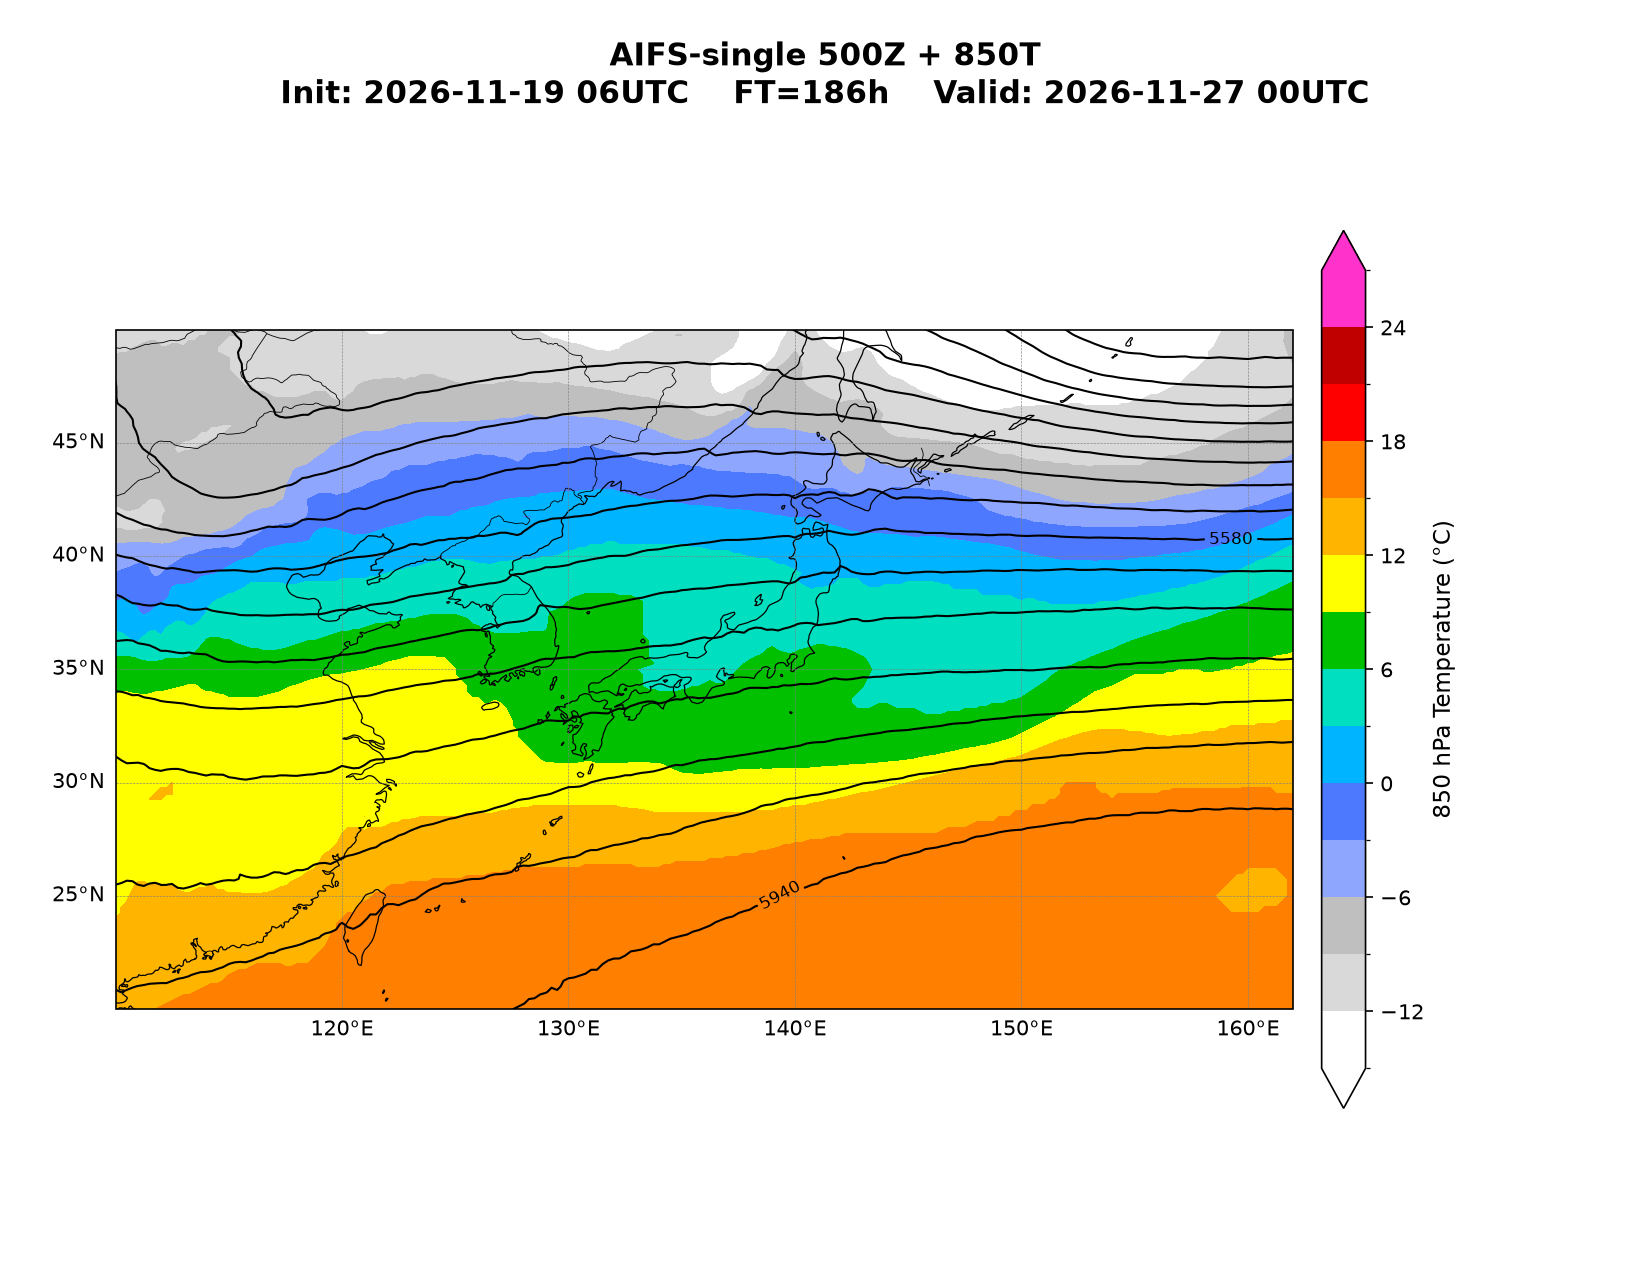 AIFS-single 500Z + 850T
Init: 2026-11-19 06UTC    FT=186h    Valid: 2026-11-27 00UTC
24
18
12
6
0
−6
−12
850 hPa Temperature (°C)
45°N
40°N
35°N
30°N
25°N
5580
5940
120°E
130°E
140°E
150°E
160°E